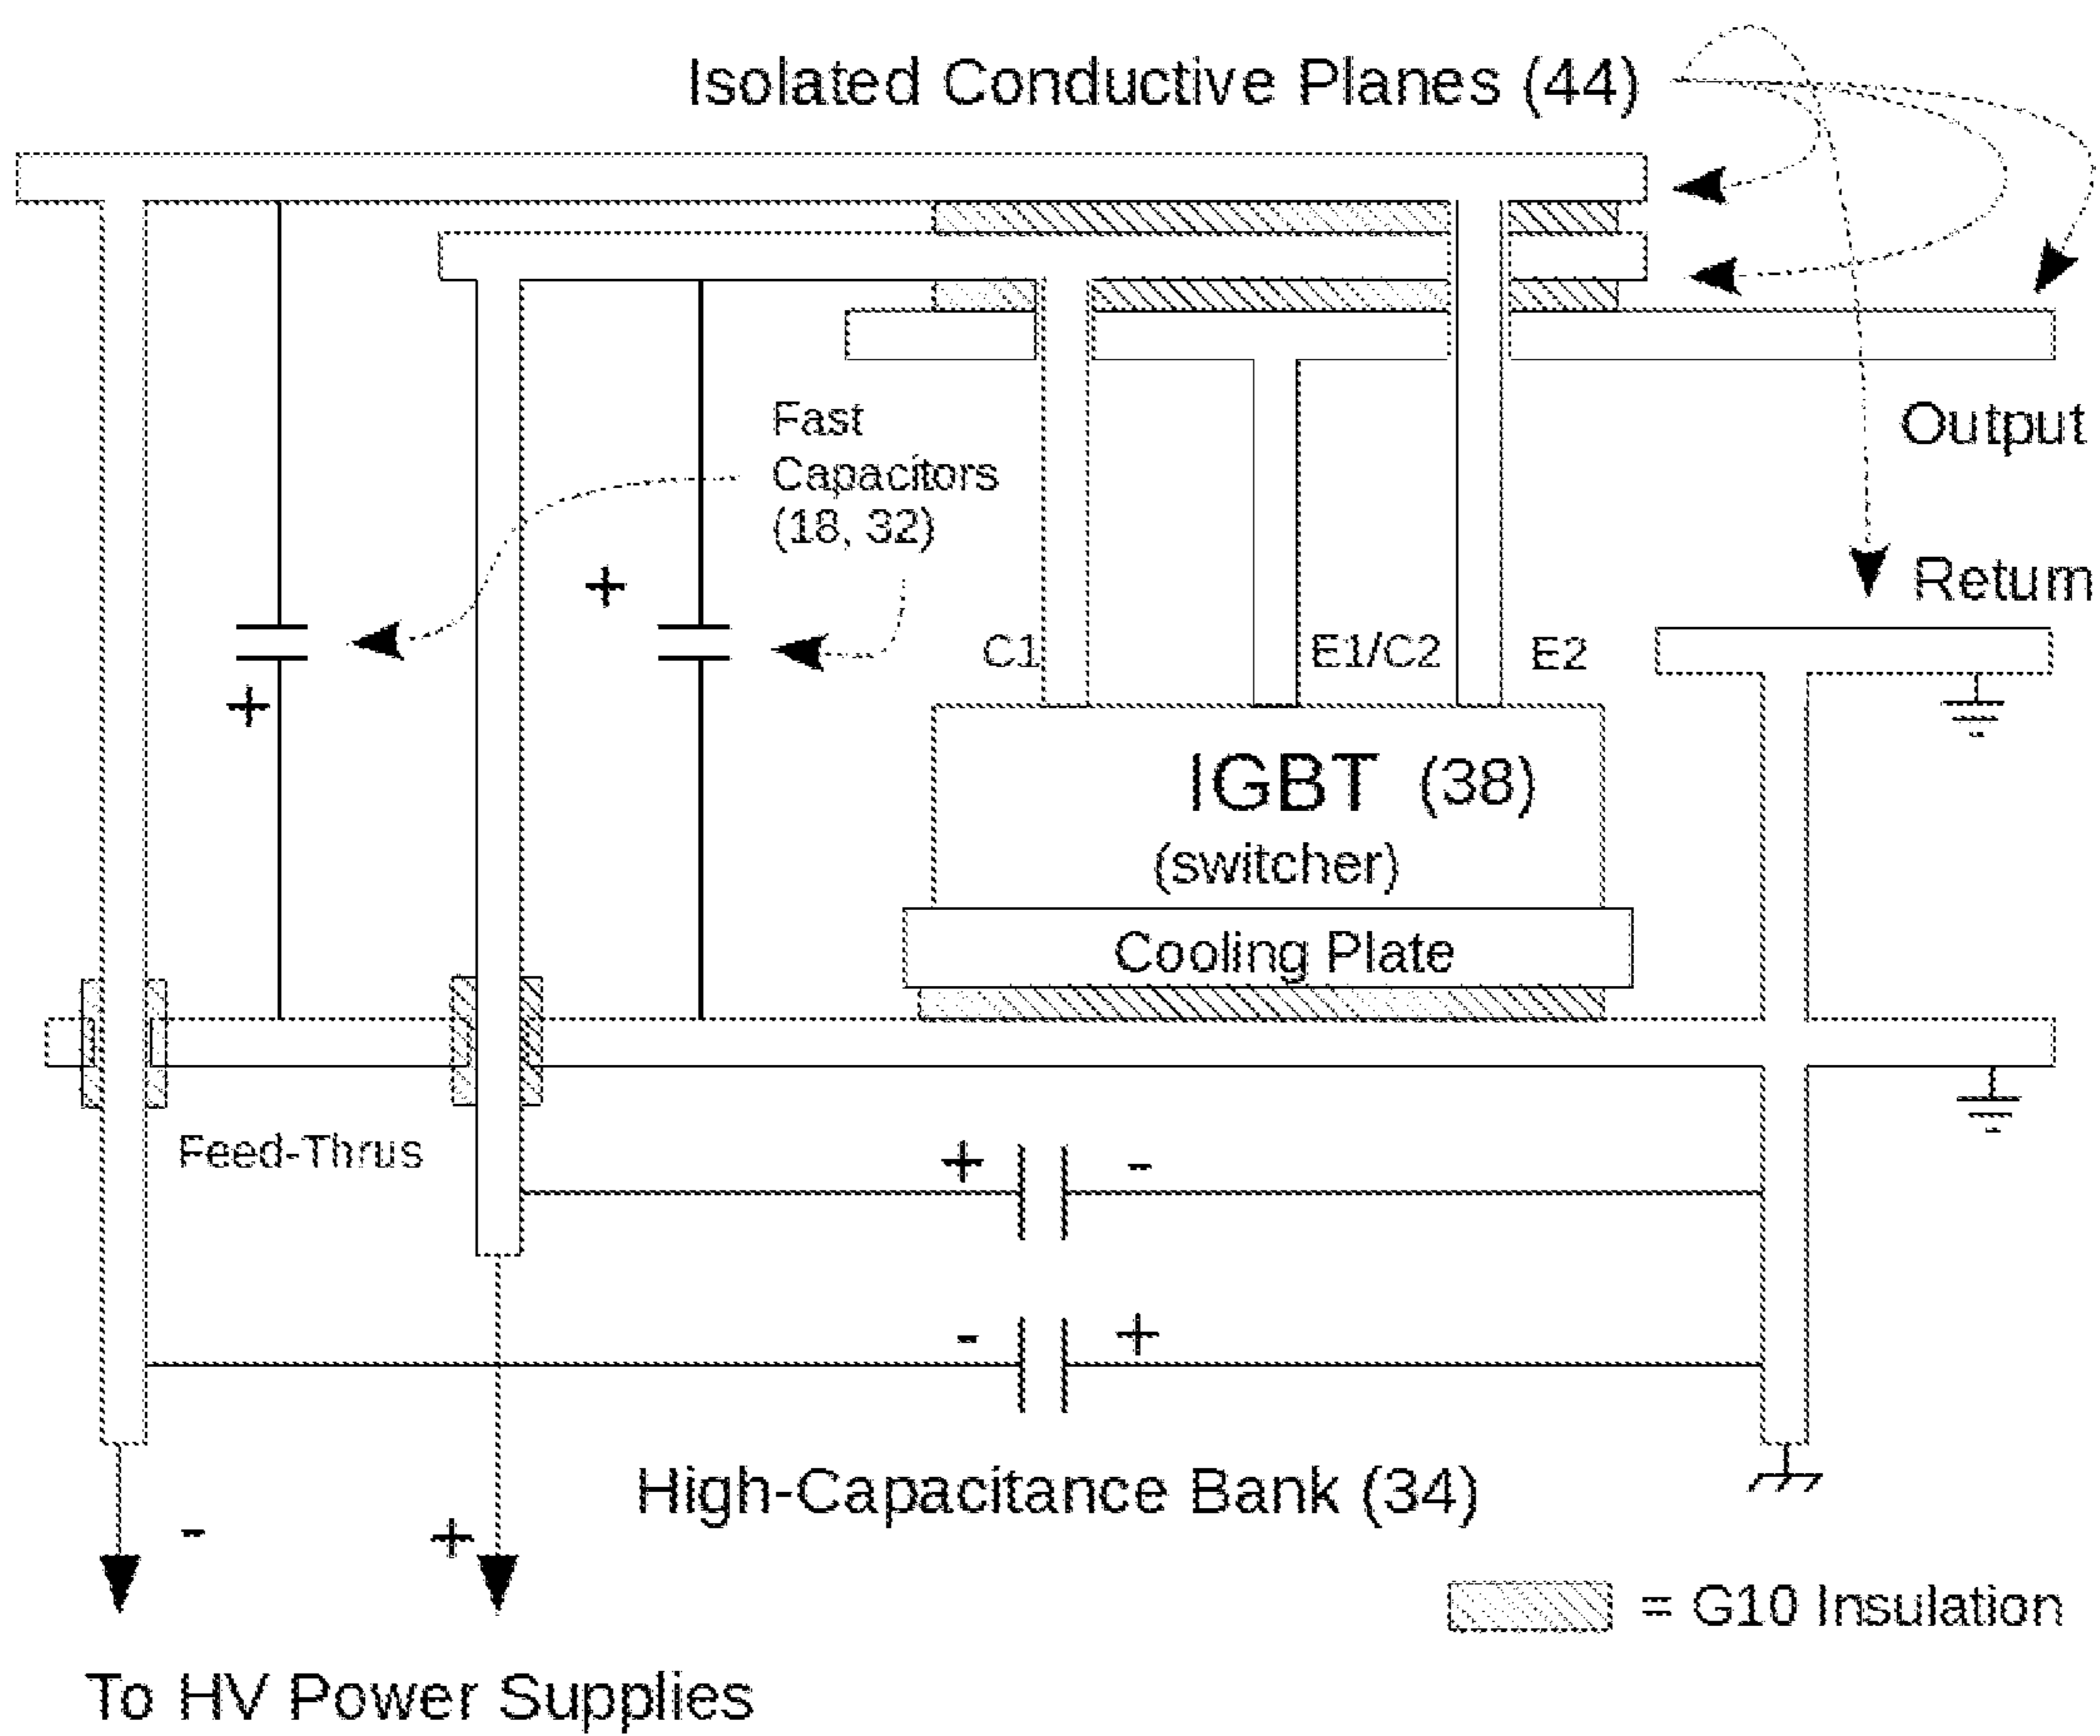 Isolated Conductive Planes (44)
Fast
Capacitors
(18, 32)
Output
Return
+
+
C1
E1/C2
E2
IGBT (38)
(switcher)
Cooling Plate
Feed-Thrus
+ -
- +
High-Capacitance Bank (34)
- +
= G10 Insulation
To HV Power Supplies